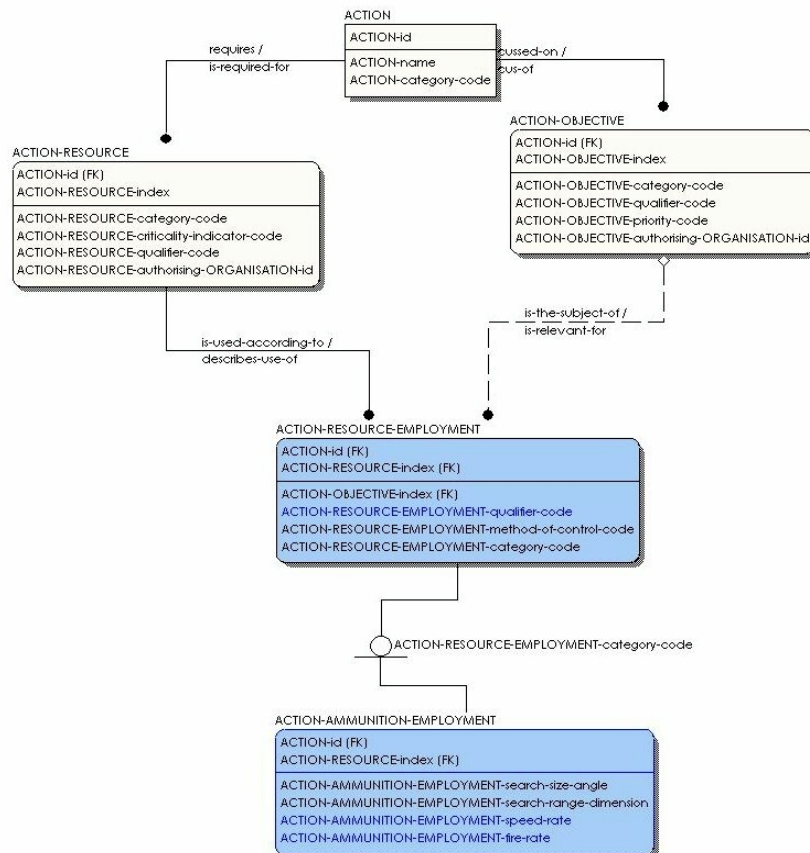 ACTION
ACTION-id
ACTION-name
ACTION-category-code
requires /
is-required-for
cussed-on /
cus-of
ACTION-RESOURCE
ACTION-id (FK)
ACTION-RESOURCE-index
ACTION-RESOURCE-category-code
ACTION-RESOURCE-criticality-indicator-code
ACTION-RESOURCE-qualifier-code
ACTION-RESOURCE-authorising-ORGANISATION-id
ACTION-OBJECTIVE
ACTION-id (FK)
ACTION-OBJECTIVE-index
ACTION-OBJECTIVE-category-code
ACTION-OBJECTIVE-qualifier-code
ACTION-OBJECTIVE-priority-code
ACTION-OBJECTIVE-authorising-ORGANISATION-id
is-used-according-to /
describes-use-of
is-the-subject-of /
is-relevant-for
ACTION-RESOURCE-EMPLOYMENT
ACTION-id (FK)
ACTION-RESOURCE-index (FK)
ACTION-OBJECTIVE-index (FK)
ACTION-RESOURCE-EMPLOYMENT-qualifier-code
ACTION-RESOURCE-EMPLOYMENT-method-of-control-code
ACTION-RESOURCE-EMPLOYMENT-category-code
ACTION-RESOURCE-EMPLOYMENT-category-code
ACTION-AMMUNITION-EMPLOYMENT
ACTION-id (FK)
ACTION-RESOURCE-index (FK)
ACTION-AMMUNITION-EMPLOYMENT-search-size-angle
ACTION-AMMUNITION-EMPLOYMENT-search-range-dimension
ACTION-AMMUNITION-EMPLOYMENT-speed-rate
ACTION-AMMUNITION-EMPLOYMENT-fire-rate